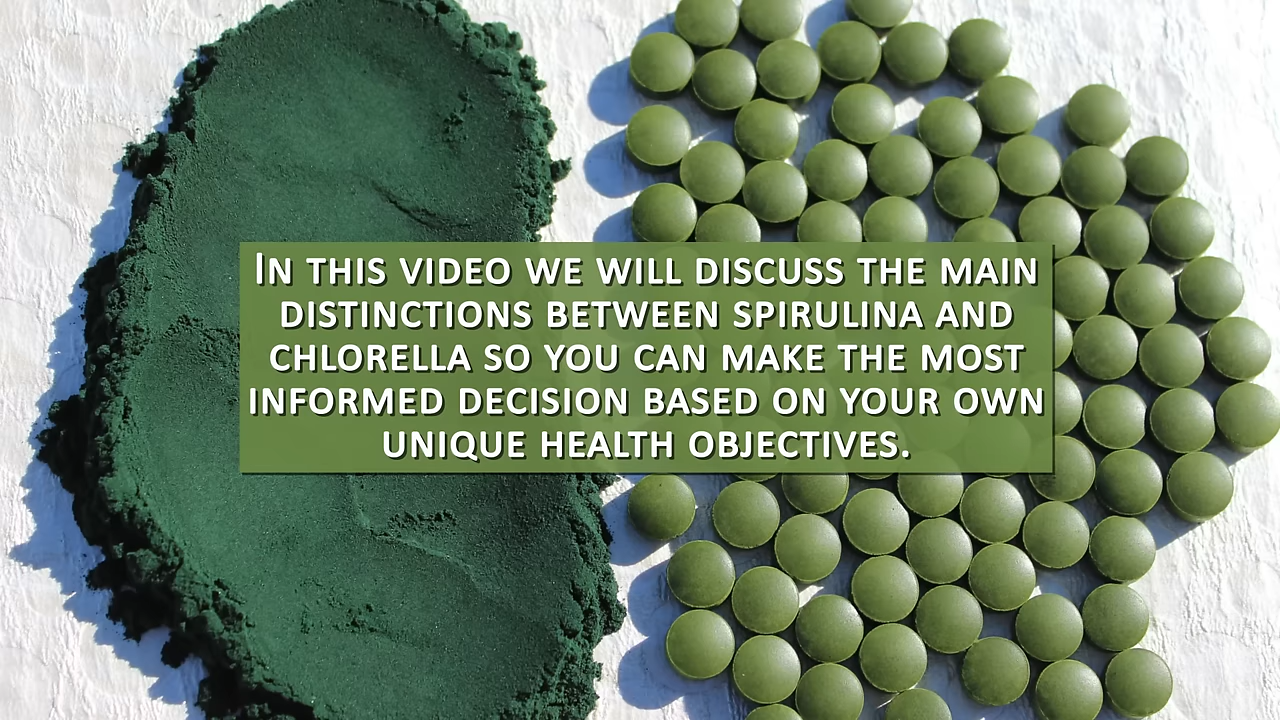 In this video we will discuss the main
distinctions between spirulina and
chlorella so you can make the most
informed decision based on your own
unique health objectives.